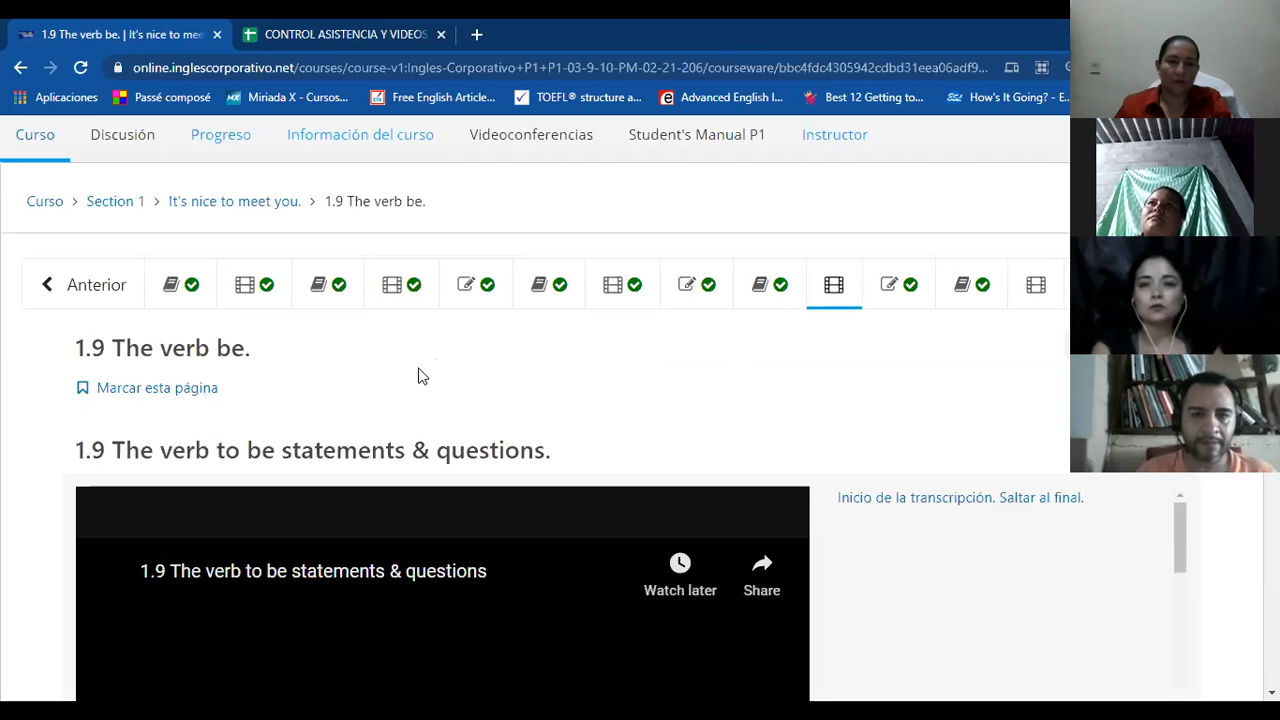 1.9 The verb be. | It's nice to mee
CONTROL ASISTENCIA Y VIDEOS
online.inglescorporativo.net/courses/course-v1:Ingles-Corporativo+P1+P1-03-9-10-PM-02-21-206/courseware/bbc4fdc4305942cdbd31eea06adf9...
Aplicaciones
Passé composé
Miriada X - Cursos...
Free English Article...
TOEFL® structure a...
Advanced English I...
Best 12 Getting to...
How's It Going? - E...
Curso
Discusión
Progreso
Información del curso
Videoconferencias
Student's Manual P1
Instructor
Curso > Section 1 > It's nice to meet you. > 1.9 The verb be.
Anterior
1.9 The verb be.
Marcar esta página
1.9 The verb to be statements & questions.
Inicio de la transcripción. Saltar al final.
1.9 The verb to be statements & questions
Watch later
Share